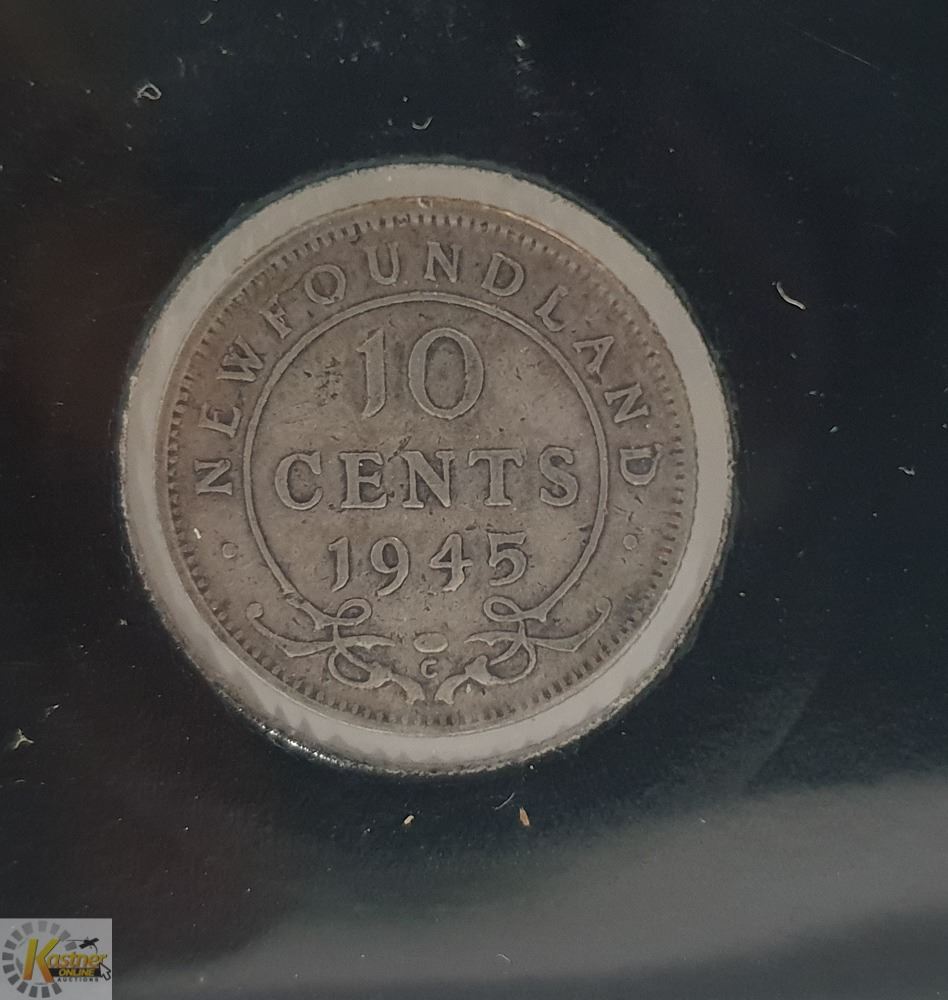 NEWFOUNDLAND
10
CENTS
1945
C
Kastner
ONLINE
AUCTIONS